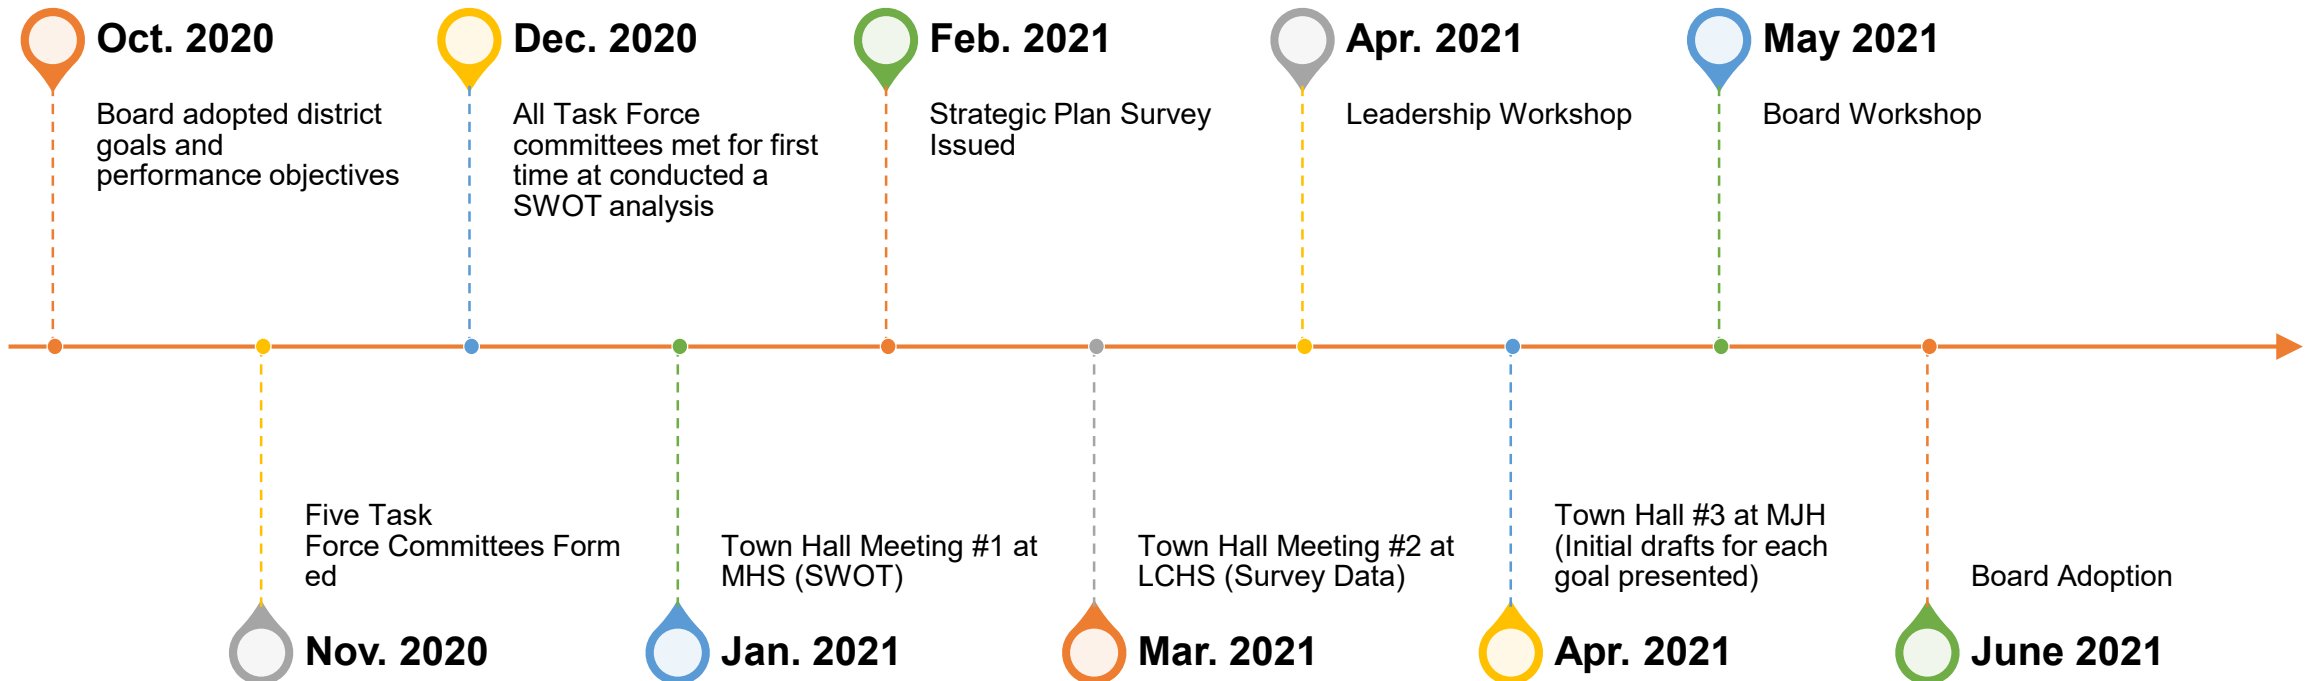 Oct. 2020
Board adopted district
goals and
performance objectives
Nov. 2020
Five Task
Force Committees Form
ed
Dec. 2020
All Task Force
committees met for first
time at conducted a
SWOT analysis
Jan. 2021
Town Hall Meeting #1 at
MHS (SWOT)
Feb. 2021
Strategic Plan Survey
Issued
Mar. 2021
Town Hall Meeting #2 at
LCHS (Survey Data)
Apr. 2021
Leadership Workshop
Apr. 2021
Town Hall #3 at MJH
(Initial drafts for each
goal presented)
May 2021
Board Workshop
June 2021
Board Adoption